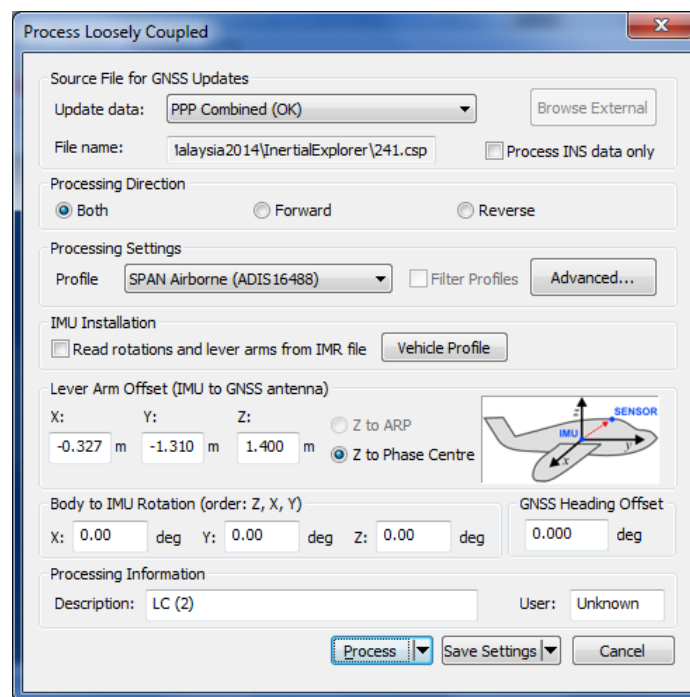 Process Loosely Coupled
Source File for GNSS Updates
Update data: PPP Combined (OK) Browse External
File name: 1alaysia2014\InertialExplorer\241.csp Process INS data only
Processing Direction
Both Forward Reverse
Processing Settings
Profile SPAN Airborne (ADIS16488) Filter Profiles Advanced...
IMU Installation
Read rotations and lever arms from IMR file Vehicle Profile
Lever Arm Offset (IMU to GNSS antenna)
X: Y: Z: Z to ARP
-0.327 m -1.310 m 1.400 m Z to Phase Centre
z SENSOR
IMU
x y
Body to IMU Rotation (order: Z, X, Y) GNSS Heading Offset
X: 0.00 deg Y: 0.00 deg Z: 0.00 deg 0.000 deg
Processing Information
Description: LC (2) User: Unknown
Process Save Settings Cancel